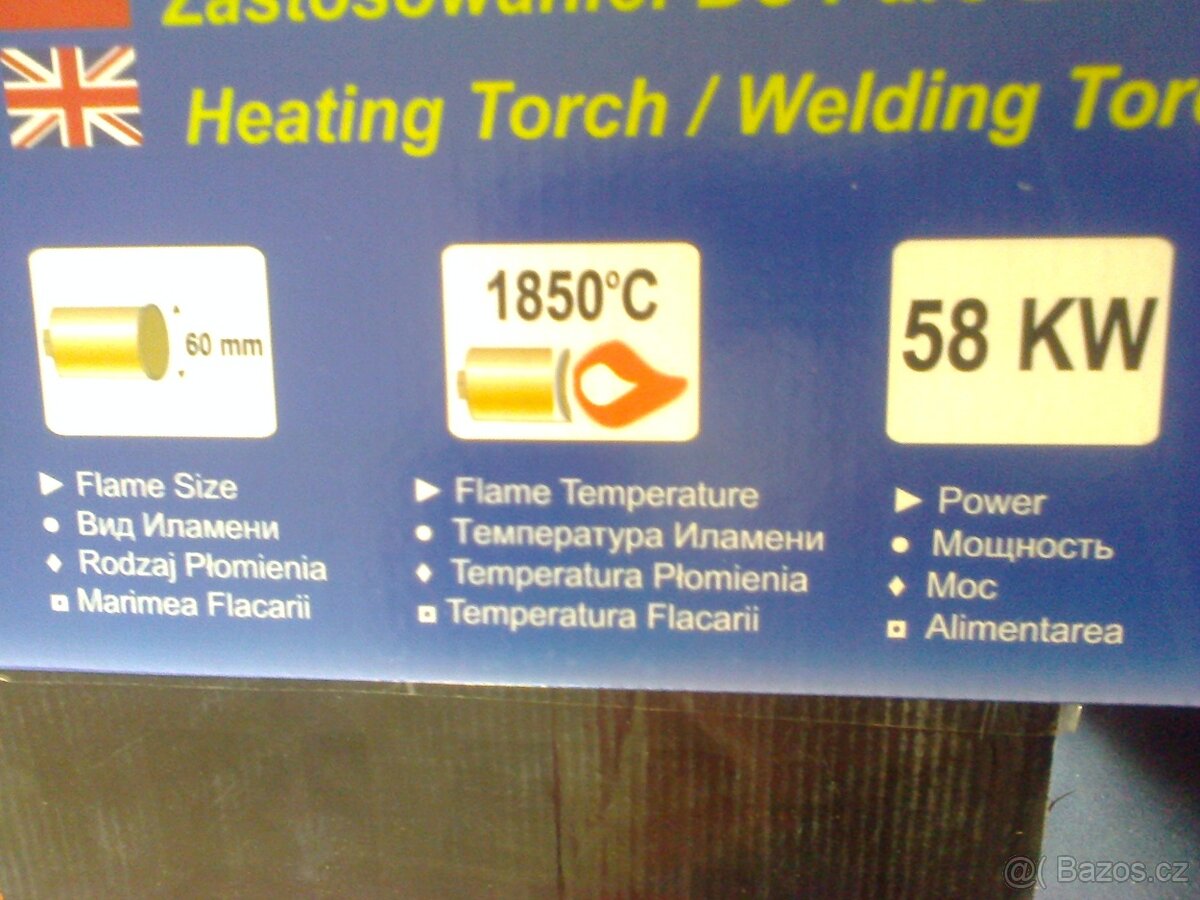 Zastosowanie:
Heating Torch / Welding
60 mm
1850°C
58 KW
Flame Size
Вид Иламени
Rodzaj Płomienia
Marimea Flacarii
Flame Temperature
Температура Иламени
Temperatura Płomienia
Temperatura Flacarii
Power
Мощность
Moc
Alimentarea
@( Bazos.cz